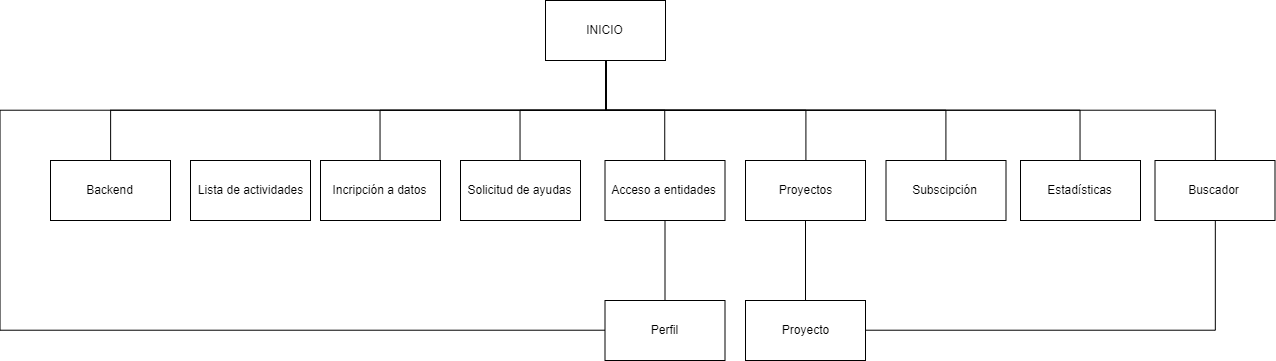 INICIO
Backend
Lista de actividades
Incripción a datos
Solicitud de ayudas
Acceso a entidades
Proyectos
Subscipción
Estadísticas
Buscador
Perfil
Proyecto